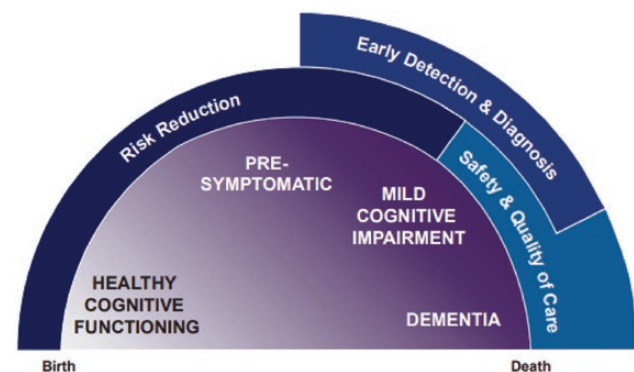 Early Detection & Diagnosis
Risk Reduction
Safety & Quality of Care
PRE-
SYMPTOMATIC
MILD
COGNITIVE
IMPAIRMENT
HEALTHY
COGNITIVE
FUNCTIONING
DEMENTIA
Birth
Death